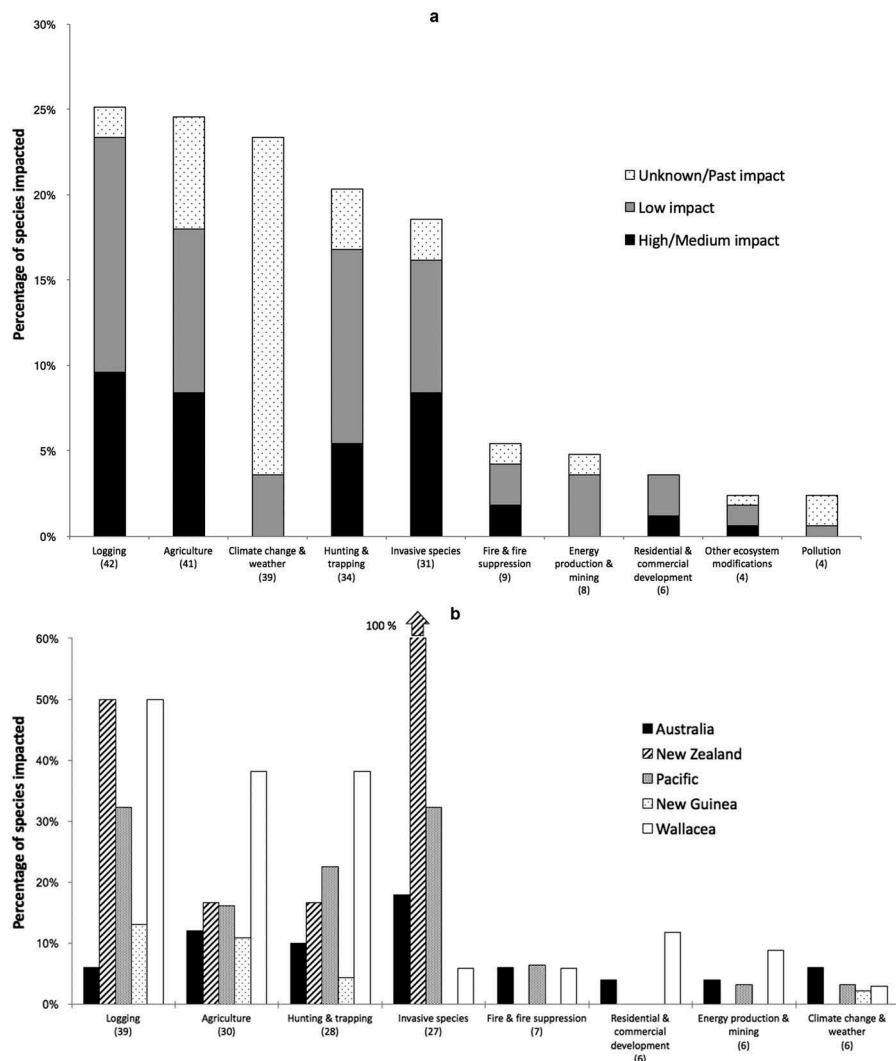 a
30%
25%
20%
15%
10%
5%
0%
Percentage of species impacted
Unknown/Past impact
Low impact
High/Medium impact
Logging
(42)
Agriculture
(41)
Climate change &
weather
(39)
Hunting &
trapping
(34)
Invasive species
(31)
Fire & fire
suppression
(9)
Energy
production &
mining
(8)
Residential &
commercial
development
(6)
Other ecosystem
modifications
(4)
Pollution
(4)
b
100 %
60%
50%
40%
30%
20%
10%
0%
Percentage of species impacted
Australia
New Zealand
Pacific
New Guinea
Wallacea
Logging
(39)
Agriculture
(30)
Hunting & trapping
(28)
Invasive species
(27)
Fire & fire suppression
(7)
Residential &
commercial
development
(6)
Energy production &
mining
(6)
Climate change &
weather
(6)